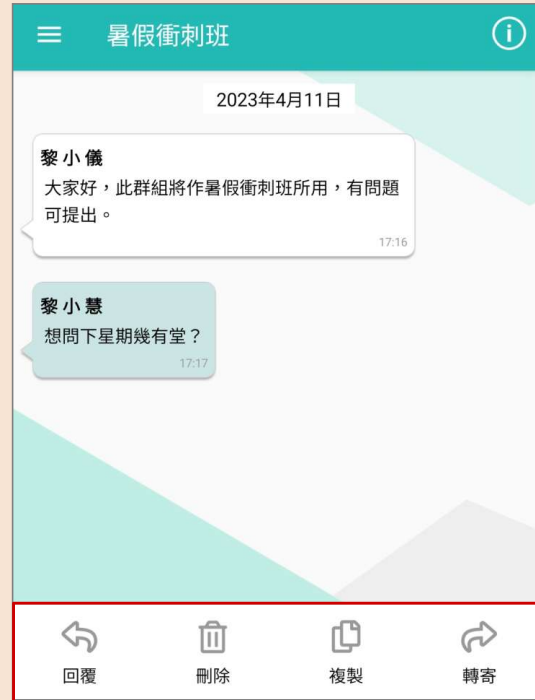 暑假衝刺班
2023年4月11日
黎小儀
大家好，此群組將作暑假衝刺班所用，有問題
可提出。
17:16
黎小慧
想問下星期幾有堂？
17:17
回覆 刪除 複製 轉寄